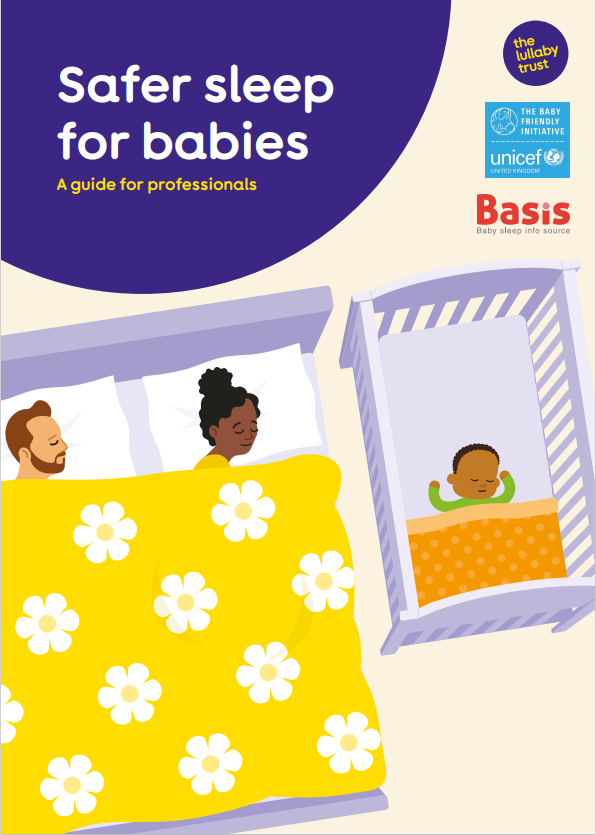 Safer sleep
for babies
A guide for professionals
the
lullaby
trust
THE BABY
FRIENDLY
INITIATIVE
unicef
UNITED KINGDOM
Basis
Baby sleep info source